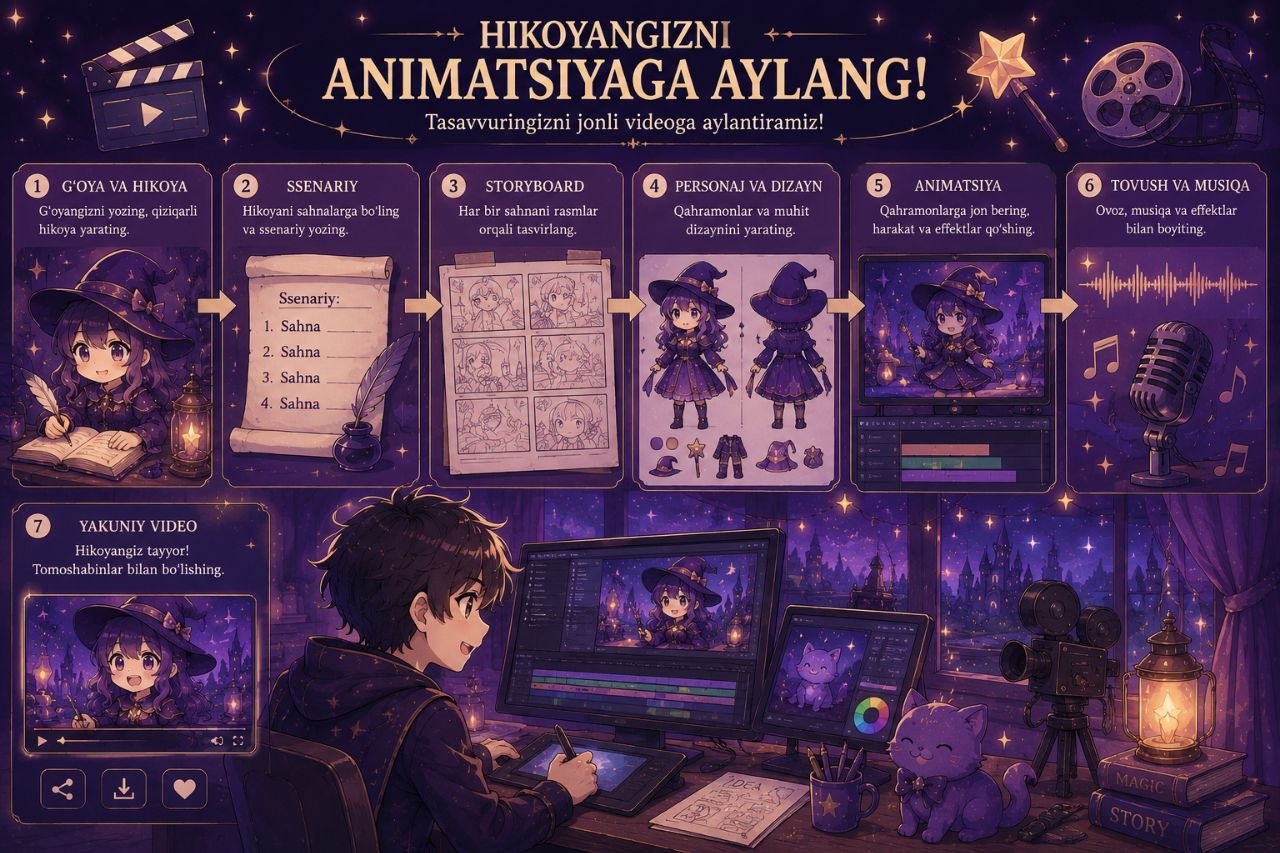 HIKOYANGIZNI
ANIMATSIYAGA AYLANG!
Tasavvuringizni jonli videoga aylantiramiz!
1 G‘OYA VA HIKOYA
G‘oyangizni yozing, qiziqarli
hikoya yarating.
2 SSENARIY
Hikoyani sahnalarga bo‘ling
va ssenariy yozing.
Ssenariy:
1. Sahna
2. Sahna
3. Sahna
4. Sahna
3 STORYBOARD
Har bir sahnani rasmlar
orqali tasvirlang.
4 PERSONAJ VA DIZAYN
Qahramonlar va muhit
dizaynini yarating.
5 ANIMATSIYA
Qahramonlarga jon bering,
harakat va effektlar qo‘shing.
6 TOVUSH VA MUSIQA
Ovoz, musiqa va effektlar
bilan boyiting.
7 YAKUNIY VIDEO
Hikoyangiz tayyor!
Tomoshabinlar bilan bo‘lishing.
IDEA
MAGIC
STORY